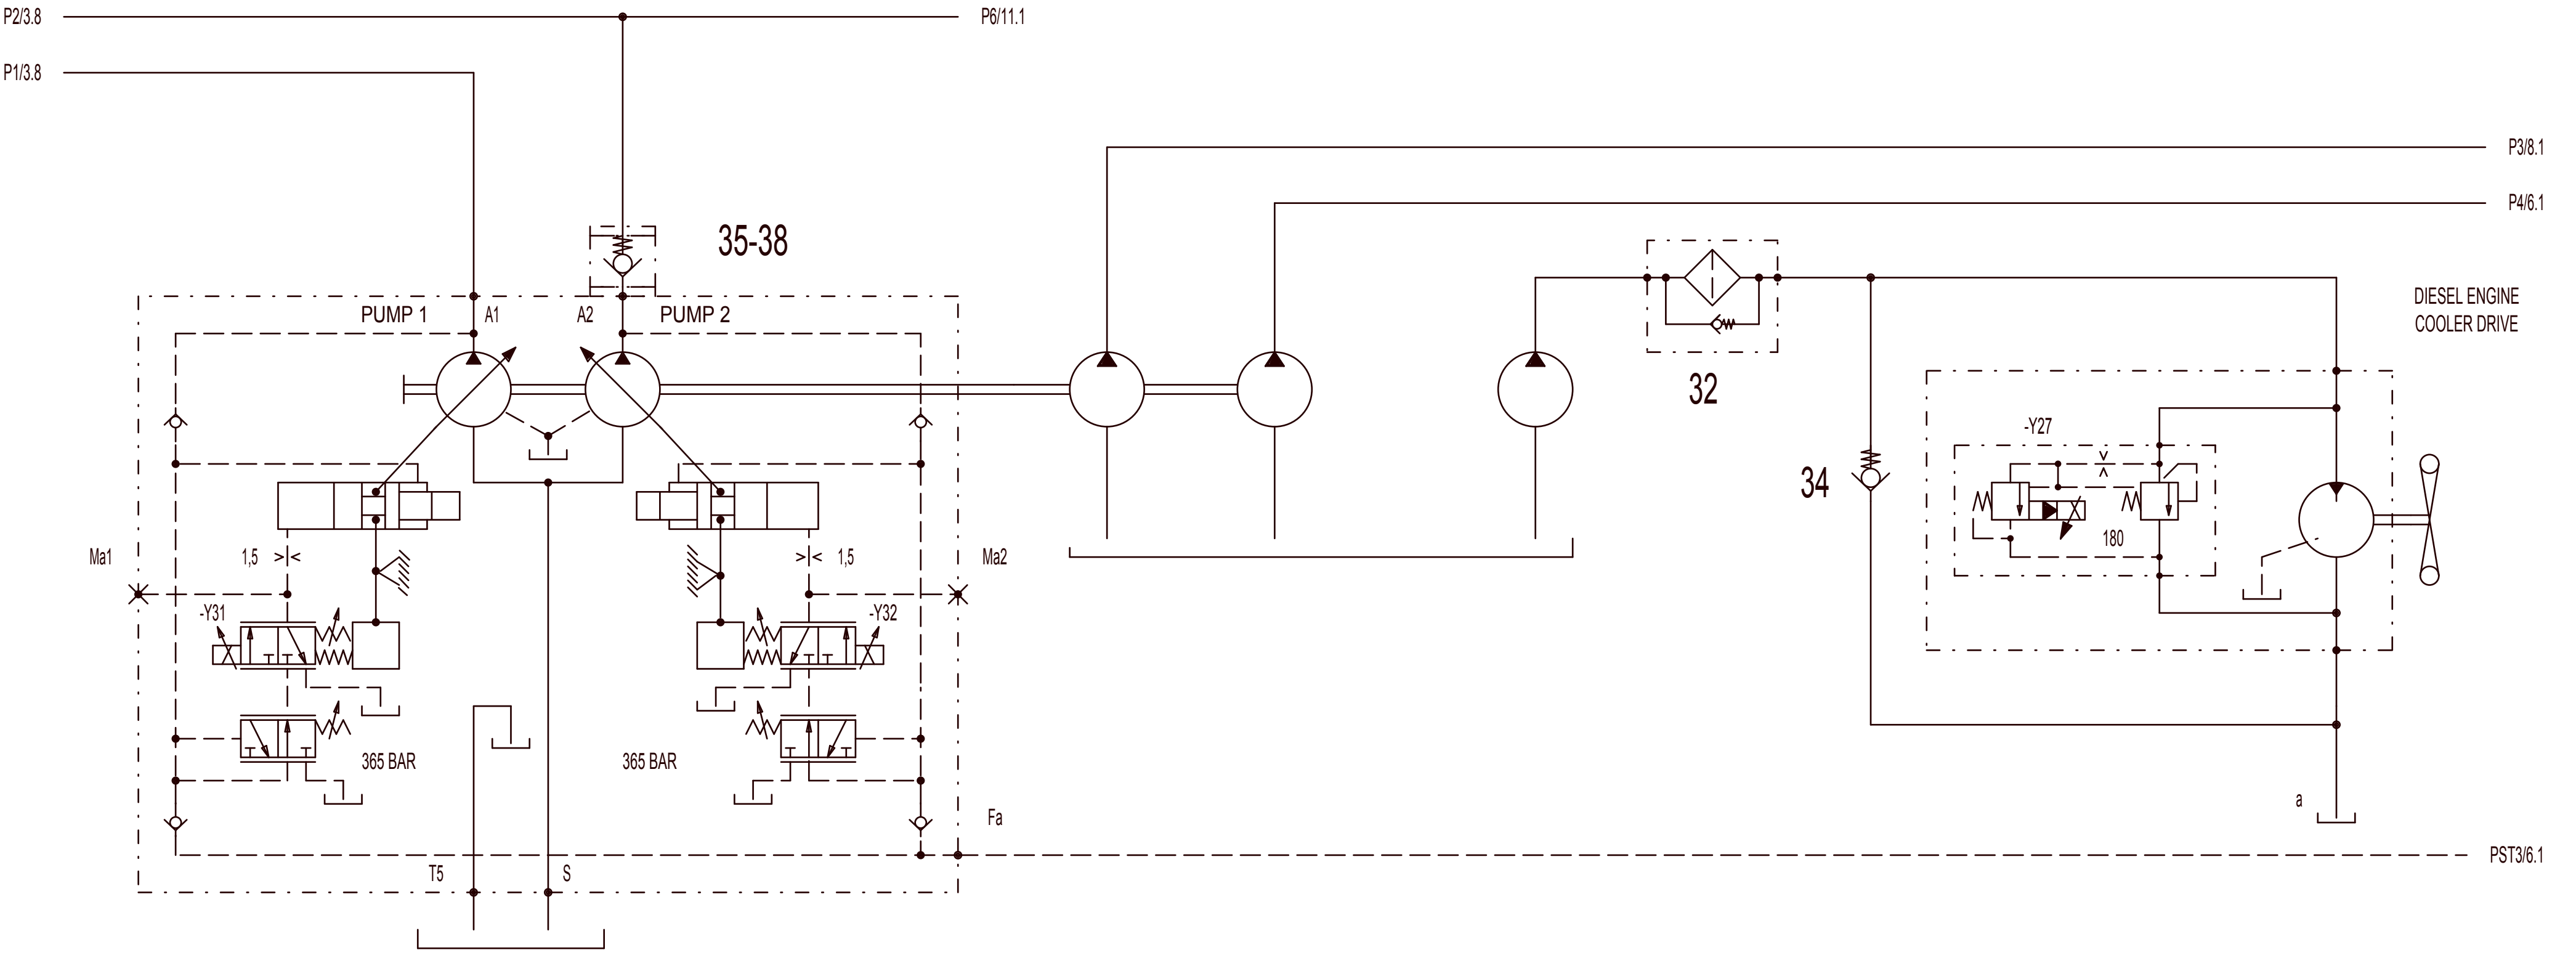 P2/3.8
P6/11.1
P1/3.8
P3/8.1
P4/6.1
35-38
PUMP 1
A1
A2
PUMP 2
DIESEL ENGINE
COOLER DRIVE
32
-Y27
34
180
Ma1
1,5
1,5
Ma2
-Y31
-Y32
365 BAR
365 BAR
a
Fa
PST3/6.1
T5
S